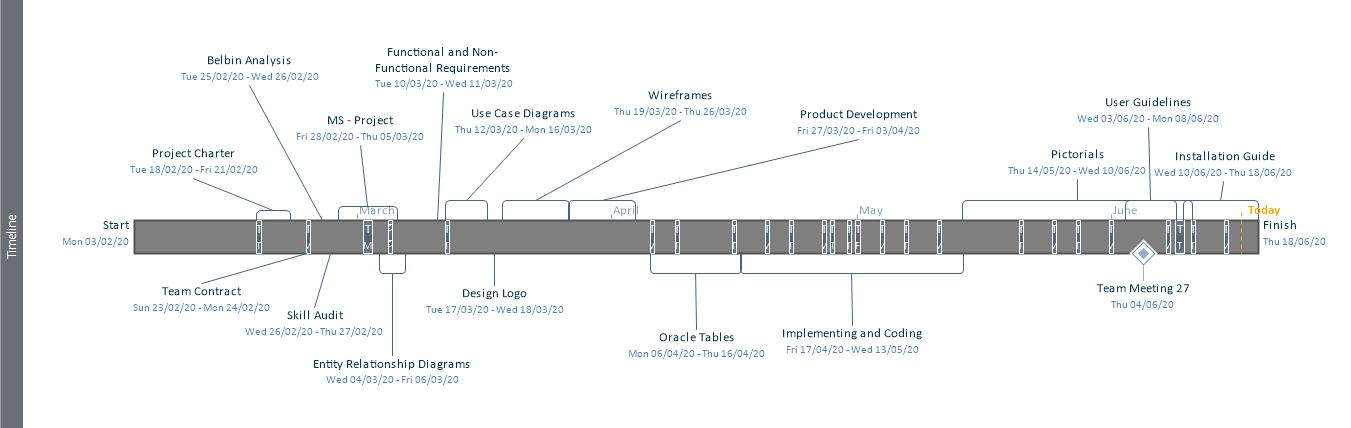 Timeline
Functional and Non-
Functional Requirements
Tue 10/03/20 - Wed 11/03/20
Belbin Analysis
Tue 25/02/20 - Wed 26/02/20
Wireframes
Thu 19/03/20 - Thu 26/03/20
User Guidelines
Wed 03/06/20 - Mon 08/06/20
Use Case Diagrams
Thu 12/03/20 - Mon 16/03/20
Product Development
Fri 27/03/20 - Fri 03/04/20
MS - Project
Fri 28/02/20 - Thu 05/03/20
Project Charter
Tue 18/02/20 - Fri 21/02/20
Pictorials
Thu 14/05/20 - Wed 10/06/20
Installation Guide
Wed 10/06/20 - Thu 18/06/20
March
April
May
June
Today
Start
Mon 03/02/20
Finish
Thu 18/06/20
Team Contract
Sun 23/02/20 - Mon 24/02/20
Design Logo
Tue 17/03/20 - Wed 18/03/20
Team Meeting 27
Thu 04/06/20
Skill Audit
Wed 26/02/20 - Thu 27/02/20
Oracle Tables
Mon 06/04/20 - Thu 16/04/20
Implementing and Coding
Fri 17/04/20 - Wed 13/05/20
Entity Relationship Diagrams
Wed 04/03/20 - Fri 06/03/20